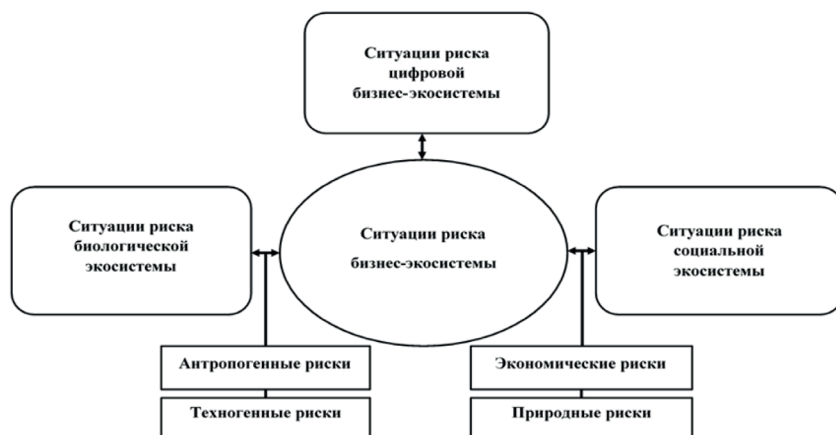 Ситуации риска
цифровой
бизнес-экосистемы
Ситуации риска
биологической
экосистемы
Ситуации риска
бизнес-экосистемы
Ситуации риска
социальной
экосистемы
Антропогенные риски
Экономические риски
Техногенные риски
Природные риски